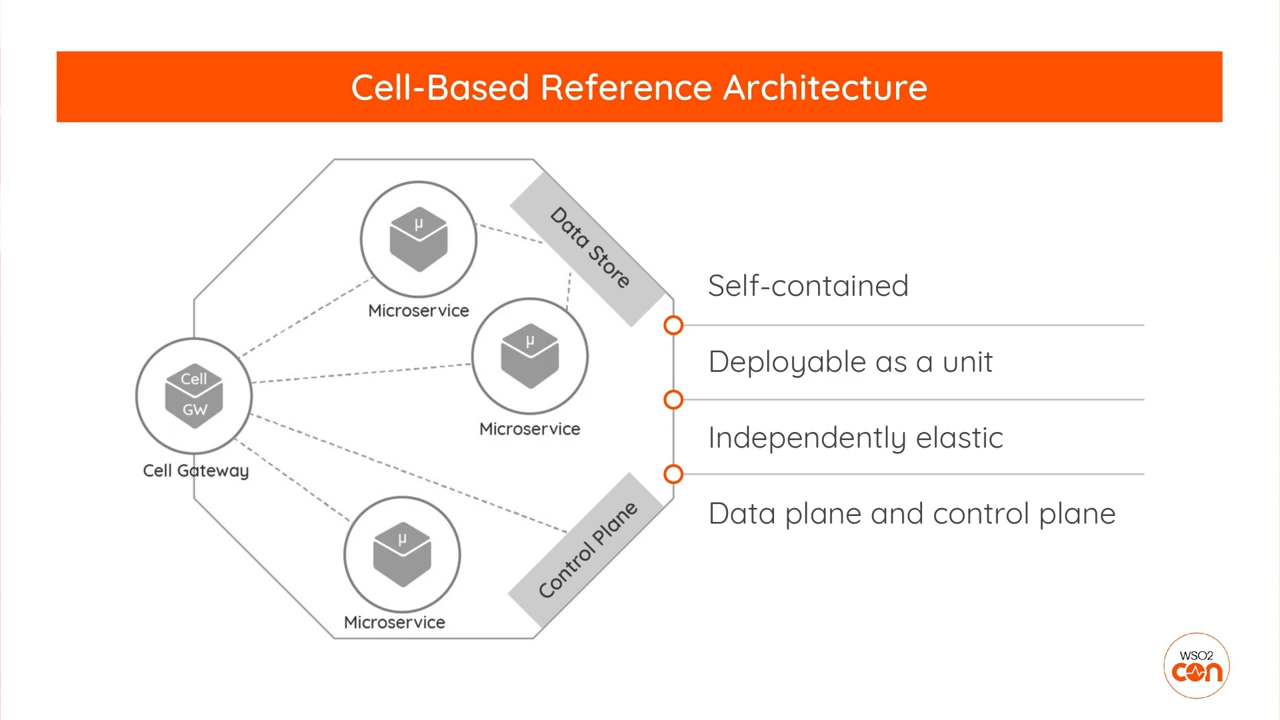 Cell-Based Reference Architecture
µ
Microservice
Data Store
µ
Microservice
Cell
GW
Cell Gateway
µ
Microservice
Control Plane
Self-contained
Deployable as a unit
Independently elastic
Data plane and control plane
WSO2
con